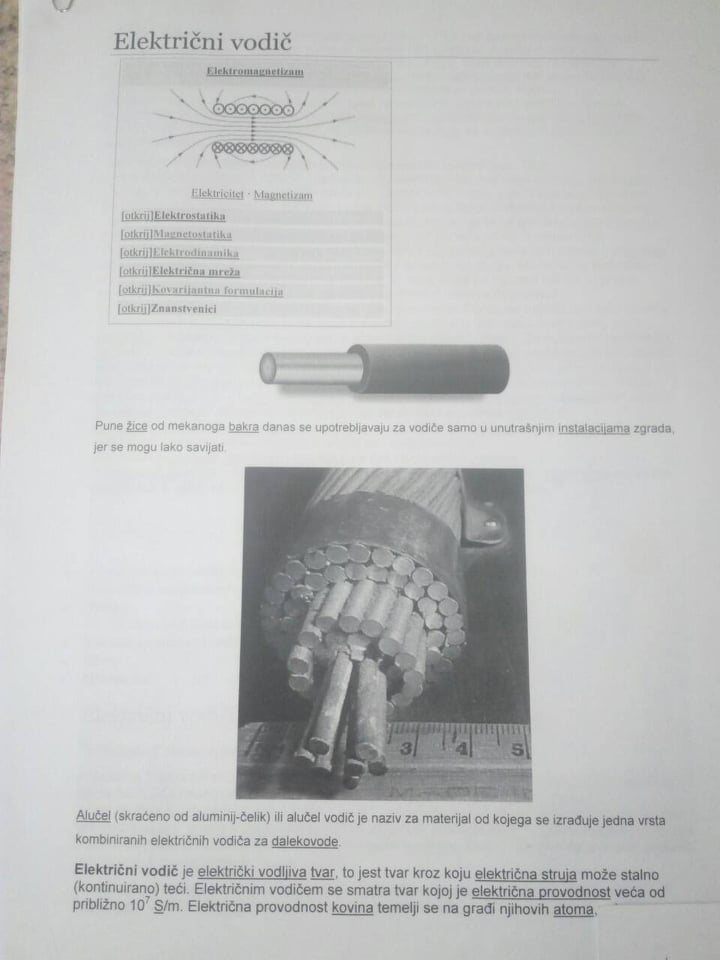 Električni vodič
Elektromagnetizam
Elektricitet · Magnetizam
[otkrij]Elektrostatika
[otkrij]Magnetostatika
[otkrij]Elektrodinamika
[otkrij]Električna mreža
[otkrij]Kovarijantna formulacija
[otkrij]Znanstvenici
Pune žice od mekanoga bakra danas se upotrebljavaju za vodiče samo u unutrašnjim instalacijama zgrada,
jer se mogu lako savijati.
3 4 5
Alučel (skraćeno od aluminij-čelik) ili alučel vodič je naziv za materijal od kojega se izrađuje jedna vrsta
kombiniranih električnih vodiča za dalekovode.
Električni vodič je električki vodljiva tvar, to jest tvar kroz koju električna struja može stalno
(kontinuirano) teći. Električnim vodičem se smatra tvar kojoj je električna provodnost veća od
približno 10⁷ S/m. Električna provodnost kovina temelji se na građi njihovih atoma,